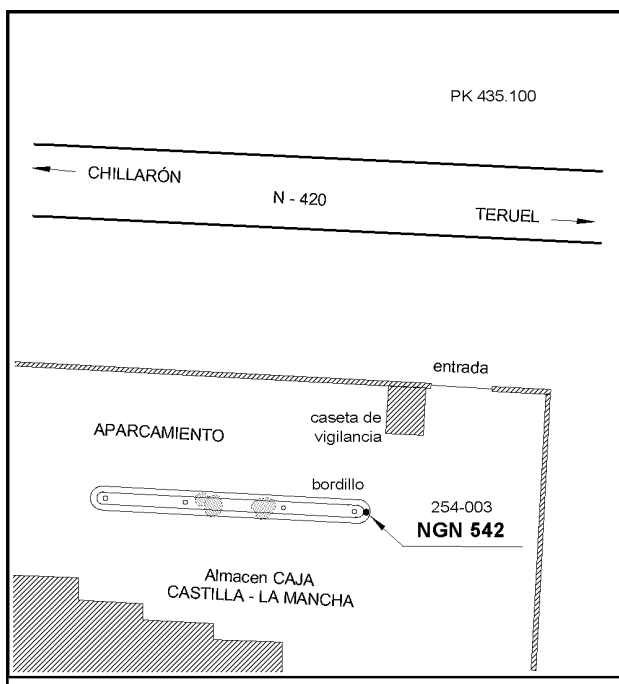 PK 435.100
CHILLARÓN
N - 420
TERUEL
entrada
caseta de
vigilancia
APARCAMIENTO
bordillo
254-003
NGN 542
Almacen CAJA
CASTILLA - LA MANCHA